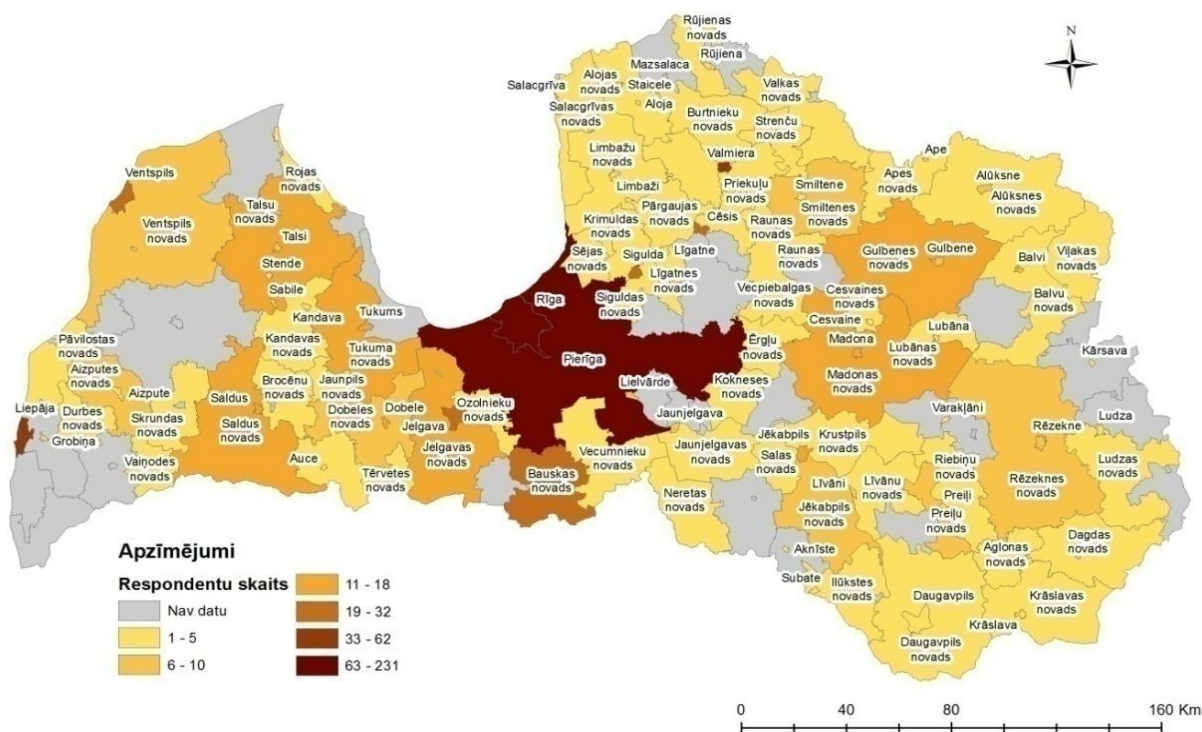 Rūjienas
novads
Rūjiena
N
Mazsalaca
Alojas
novads
Staicele
Valkas
novads
Salacgrīva
Salacgrīvas
novads
Aloja
Burtnieku
novads
Strenču
novads
Ape
Limbažu
novads
Valmiera
Rojas
novads
Ventspils
Limbaži
Priekuļu
novads
Smiltene
Apes
novads
Alūksne
Alūksnes
novads
Talsu
novads
Pārgaujas
novads
Cēsis
Smiltenes
novads
Ventspils
novads
Talsi
Krimuldas
novads
Raunas
novads
Gulbenes
novads
Gulbene
Viļakas
novads
Balvi
Stende
Sējas
novads
Sigulda
Līgatne
Raunas
novads
Līgatnes
novads
Sabile
Rīga
Siguldas
novads
Vecpiebalgas
novads
Cesvaines
novads
Balvu
novads
Kandava
Tukums
Cesvaine
Lubāna
Pāvilostas
novads
Kandavas
novads
Tukuma
novads
Pierīga
Ērgļu
novads
Madona
Lubānas
novads
Kārsava
Aizputes
novads
Aizpute
Saldus
Brocēnu
novads
Jaunpils
novads
Lielvārde
Kokneses
novads
Madonas
novads
Liepāja
Durbes
novads
Dobeles
novads
Dobele
Ozolnieku
novads
Jaunjelgava
Varakļāni
Ludza
Grobiņa
Skrundas
novads
Saldus
novads
Jelgava
Rēzekne
Vaiņodes
novads
Auce
Tērvetes
novads
Jelgavas
novads
Bauskas
novads
Vecumnieku
novads
Jaunjelgavas
novads
Jēkabpils
Salas
novads
Krustpils
novads
Riebiņu
novads
Ludzas
novads
Neretas
novads
Līvāni
Līvānu
novads
Preiļi
Rēzeknes
novads
Jēkabpils
novads
Preiļu
novads
Aknīste
Aglonas
novads
Dagdas
novads
Subate
Ilūkstes
novads
Daugavpils
Krāslavas
novads
Krāslava
Daugavpils
novads
Apzīmējumi
Respondentu skaits
Nav datu
1 - 5
6 - 10
11 - 18
19 - 32
33 - 62
63 - 231
0 40 80 160 Km